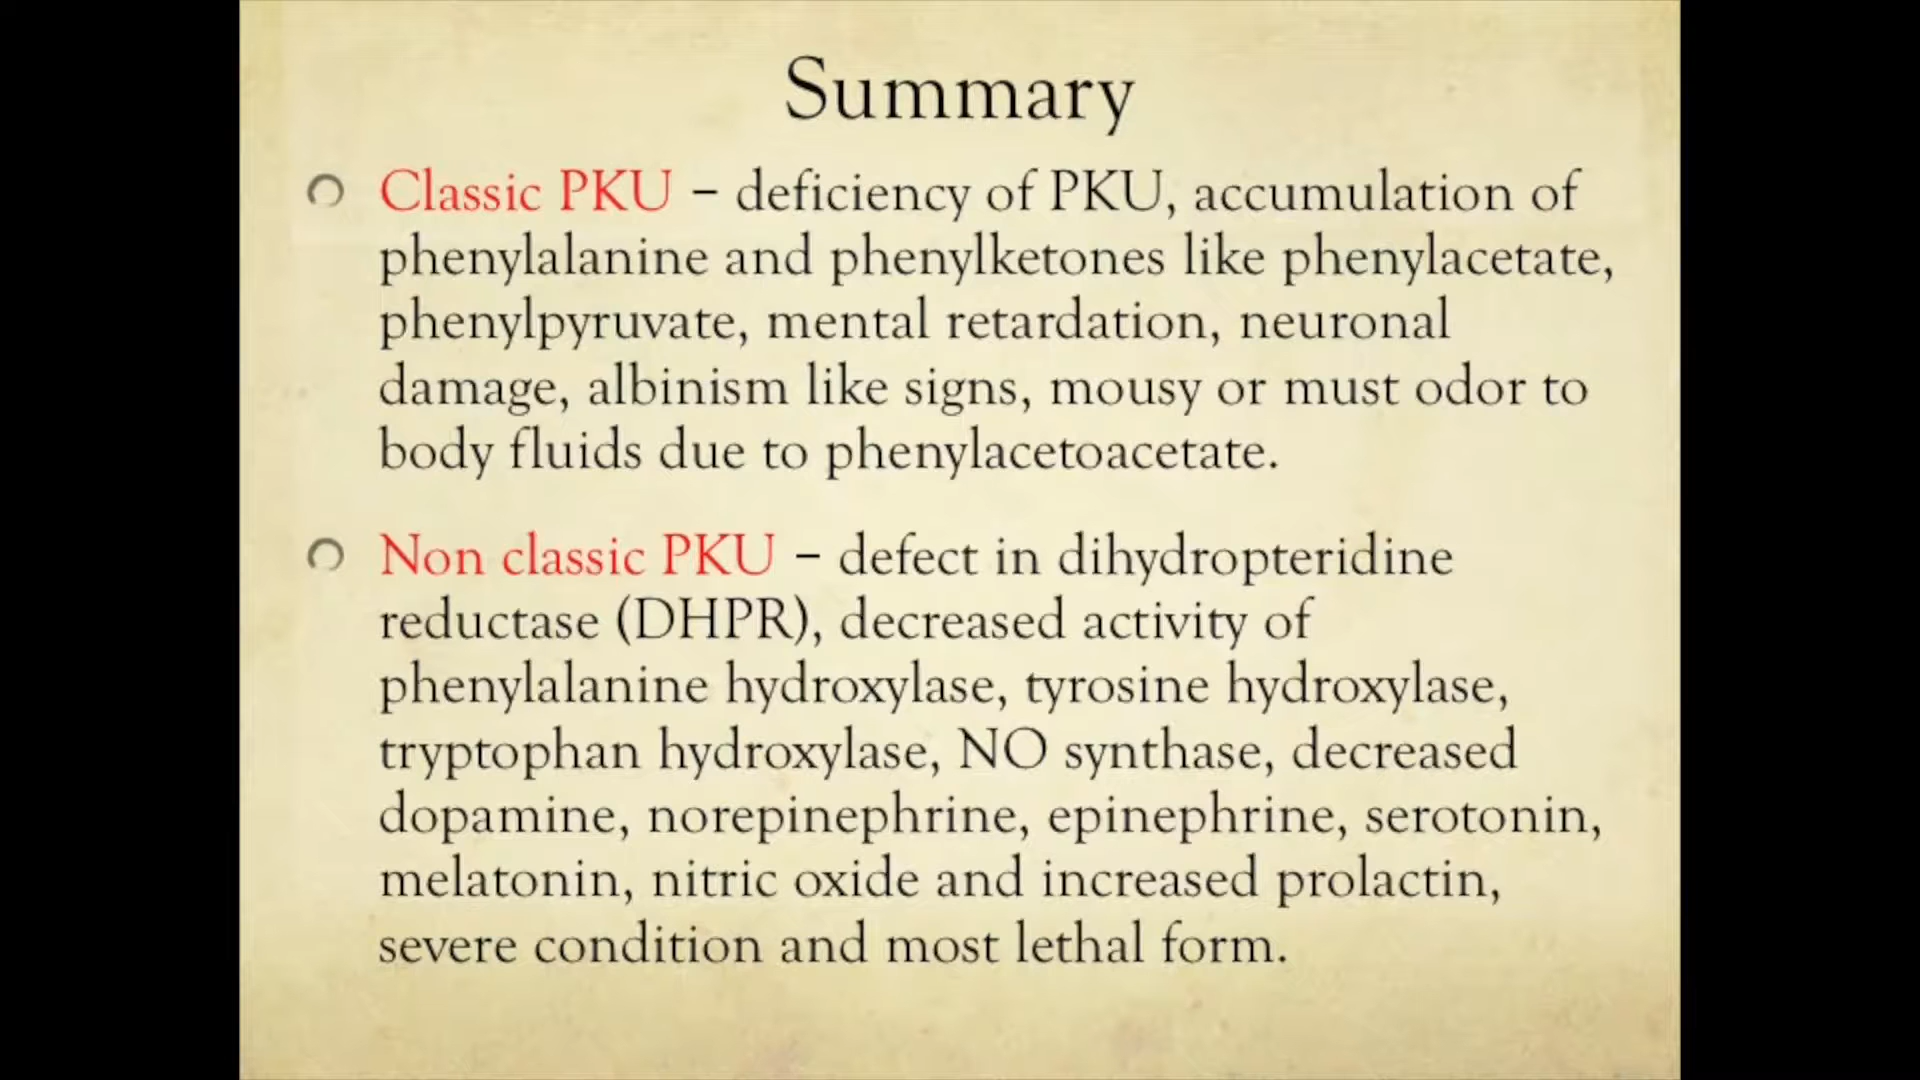 Summary
Classic PKU – deficiency of PKU, accumulation of
phenylalanine and phenylketones like phenylacetate,
phenylpyruvate, mental retardation, neuronal
damage, albinism like signs, mousy or must odor to
body fluids due to phenylacetoacetate.
Non classic PKU – defect in dihydropteridine
reductase (DHPR), decreased activity of
phenylalanine hydroxylase, tyrosine hydroxylase,
tryptophan hydroxylase, NO synthase, decreased
dopamine, norepinephrine, epinephrine, serotonin,
melatonin, nitric oxide and increased prolactin,
severe condition and most lethal form.